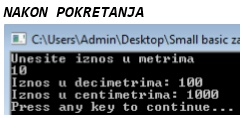 NAKON POKRETANJA
C:\Users\Admin\Desktop\Small basic za
Unesite iznos u metrima
10
Iznos u decimetrima: 100
Iznos u centimetrima: 1000
Press any key to continue...